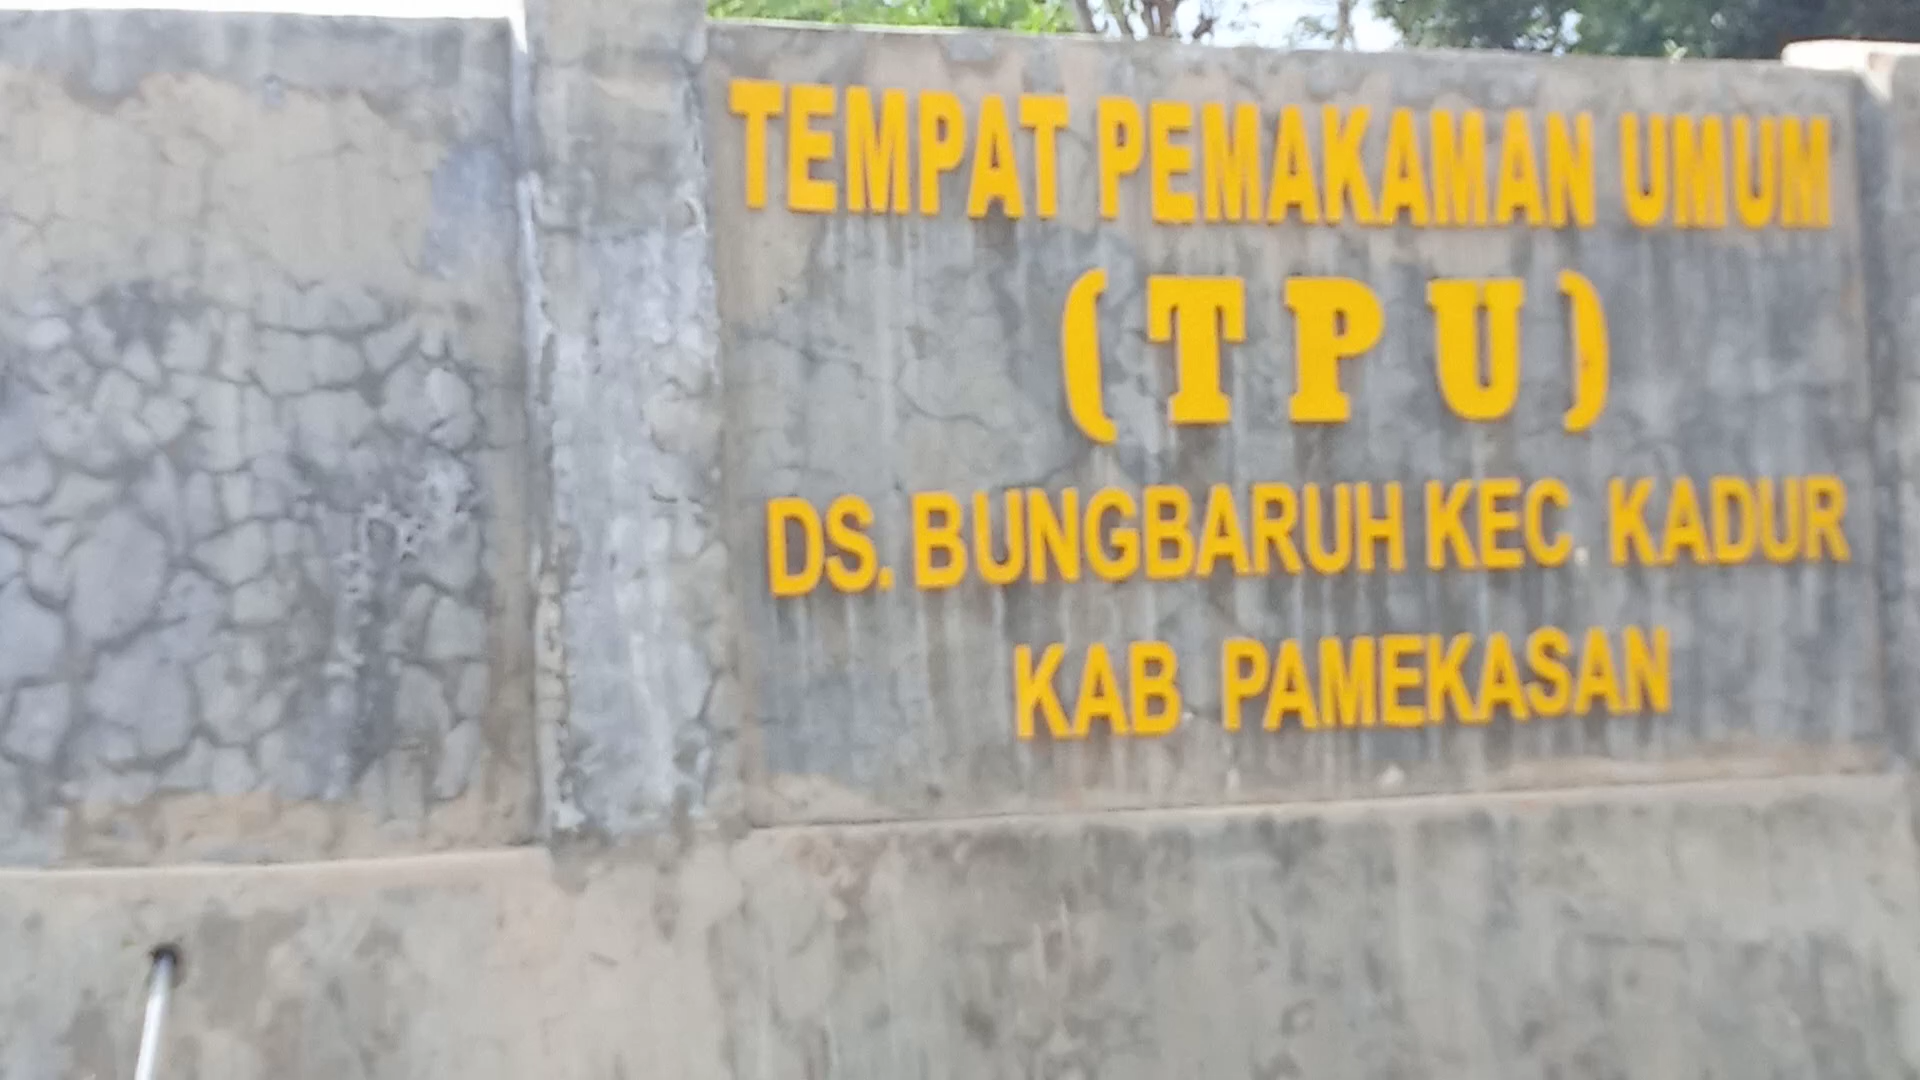 TEMPAT PEMAKAMAN UMUM
(TPU)
DS. BUNGBARUH KEC. KADUR
KAB PAMEKASAN